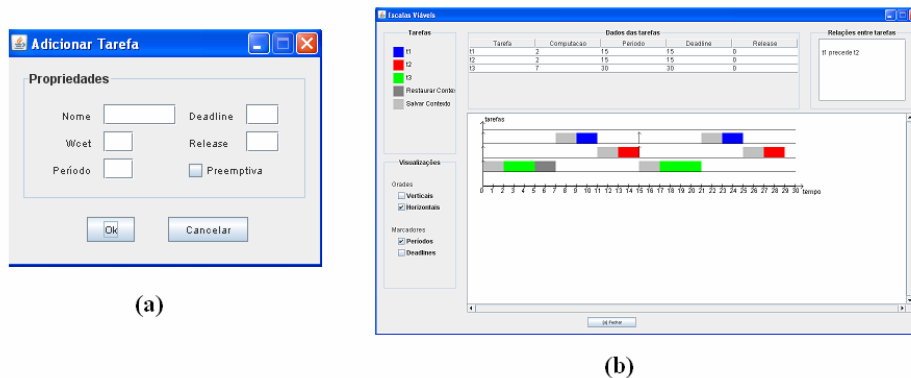 Adicionar Tarefa
Propriedades
Nome
Deadline
Wcet
Release
Período
Preemptiva
Ok
Cancelar
(a)
Escalas Viáveis
Tarefas
t1
t2
t3
Restaurar Conte
Salvar Contexto
Visualizações
Grades
Verticais
Horizontais
Marcadores
Períodos
Deadlines
Dados das tarefas
Tarefa Computacao Período Deadline Release
t1 2 15 15 0
t2 2 15 15 0
t3 7 30 30 0
Relações entre tarefas
t1 precede t2
tarefas
0 1 2 3 4 5 6 7 8 9 10 11 12 13 14 15 16 17 18 19 20 21 22 23 24 25 26 27 28 29 30 tempo
Fechar
(b)